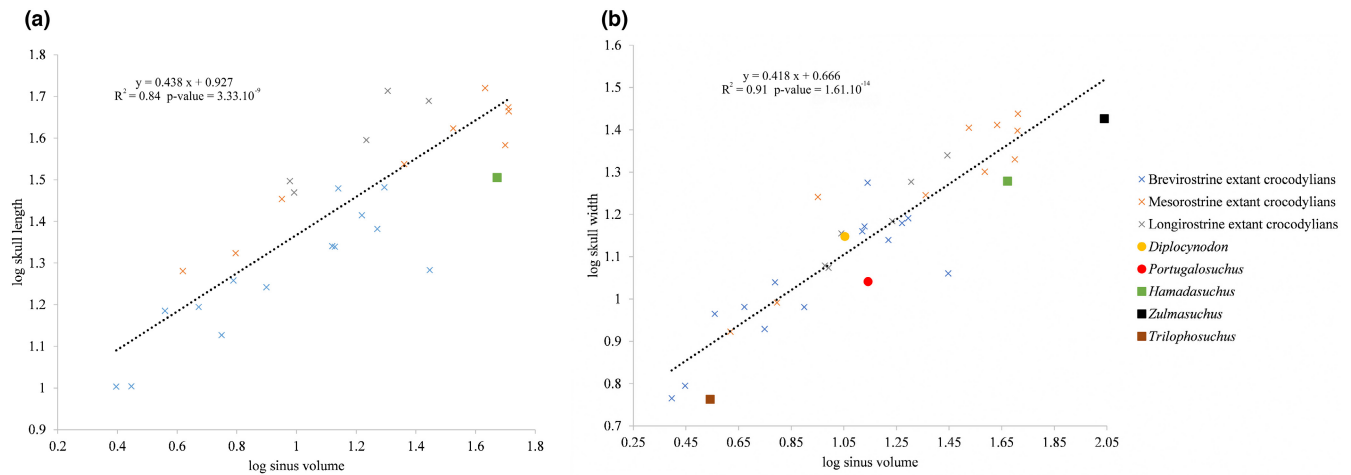 (a)
y = 0.438 x + 0.927
R² = 0.84 p-value = 3.33.10⁻⁹
log skull length
1.8
1.7
1.6
1.5
1.4
1.3
1.2
1.1
1
0.9
0.2 0.4 0.6 0.8 1 1.2 1.4 1.6 1.8
log sinus volume
(b)
y = 0.418 x + 0.666
R² = 0.91 p-value = 1.61.10⁻¹⁴
log skull width
1.6
1.5
1.4
1.3
1.2
1.1
1
0.9
0.8
0.7
0.25 0.45 0.65 0.85 1.05 1.25 1.45 1.65 1.85 2.05
log sinus volume
Brevirostrine extant crocodylians
Mesorostrine extant crocodylians
Longirostrine extant crocodylians
Diplocynodon
Portugalosuchus
Hamadasuchus
Zulmasuchus
Trilophosuchus